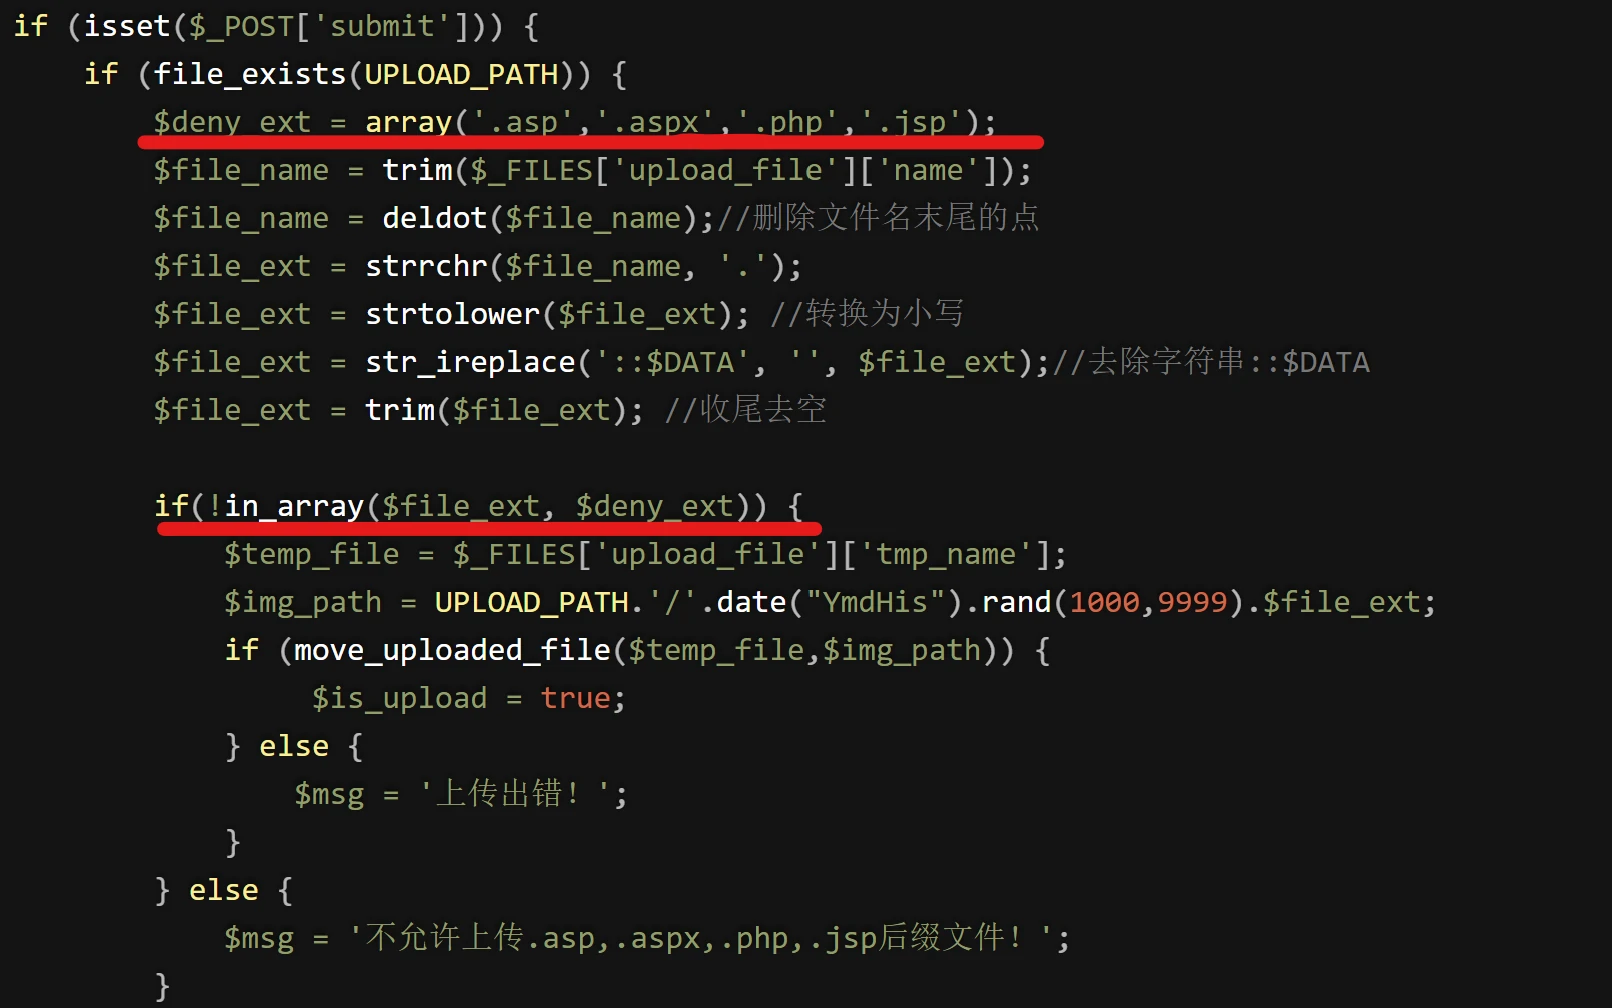 if (isset($_POST['submit'])) {
if (file_exists(UPLOAD_PATH)) {
$deny_ext = array('.asp','.aspx','.php','.jsp');
$file_name = trim($_FILES['upload_file']['name']);
$file_name = deldot($file_name);//删除文件名末尾的点
$file_ext = strrchr($file_name, '.');
$file_ext = strtolower($file_ext); //转换为小写
$file_ext = str_ireplace('::$DATA', '', $file_ext);//去除字符串::$DATA
$file_ext = trim($file_ext); //收尾去空
if(!in_array($file_ext, $deny_ext)) {
$temp_file = $_FILES['upload_file']['tmp_name'];
$img_path = UPLOAD_PATH.'/'.date("YmdHis").rand(1000,9999).$file_ext;
if (move_uploaded_file($temp_file,$img_path)) {
$is_upload = true;
} else {
$msg = '上传出错！';
}
} else {
$msg = '不允许上传.asp,.aspx,.php,.jsp后缀文件！';
}